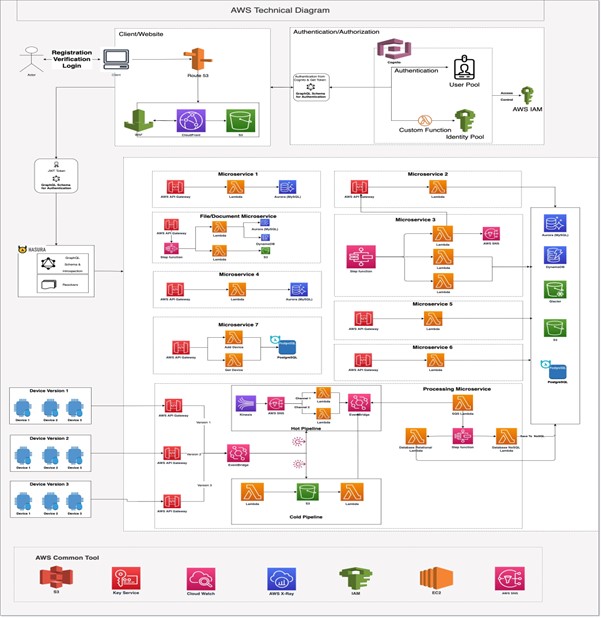 AWS Technical Diagram
Client/Website
Authentication/Authorization
Registration
Verification
Login
Actor
Client
Route 53
Cognito
Authentication
User Pool
Authentication from
Cognito & Get Token
GraphQL Schema
for Authentication
Access
Control
AWS IAM
Custom Function
Identity Pool
CloudFront
S3
JWT Token
GraphQL Schema
for Authentication
HASURA
GraphQL
Schema &
Introspection
Resolvers
Microservice 1
AWS API Gateway
Lambda
Aurora (MySQL)
Microservice 2
AWS API Gateway
Lambda
File/Document Microservice
AWS API Gateway
Lambda
Aurora (MySQL)
DynamoDB
Step function
Lambda
S3
Microservice 3
Lambda
AWS SNS
Step function
Lambda
Lambda
Aurora (MySQL)
DynamoDB
Glacier
S3
PostgreSQL
Microservice 4
AWS API Gateway
Lambda
Aurora (MySQL)
Microservice 5
AWS API Gateway
Lambda
Microservice 7
AWS API Gateway
Add Device
Get Device
PostgreSQL
Microservice 6
AWS API Gateway
Lambda
Device Version 1
Device 1
Device 2
Device 3
Device Version 2
Device 1
Device 2
Device 3
Device Version 3
Device 1
Device 2
Device 3
AWS API Gateway
AWS API Gateway
AWS API Gateway
Version 1
Version 2
Version 3
EventBridge
Kinesis
AWS SNS
Channel 1
Channel 2
Lambda
Lambda
EventBridge
Hot Pipeline
Lambda
S3
Lambda
Cold Pipeline
Processing Microservice
Lambda
Database Relational
Lambda
Step function
Database NoSQL
Lambda
Save To NoSQL
AWS Common Tool
S3
Key Service
Cloud Watch
AWS X-Ray
IAM
EC2
AWS SNS